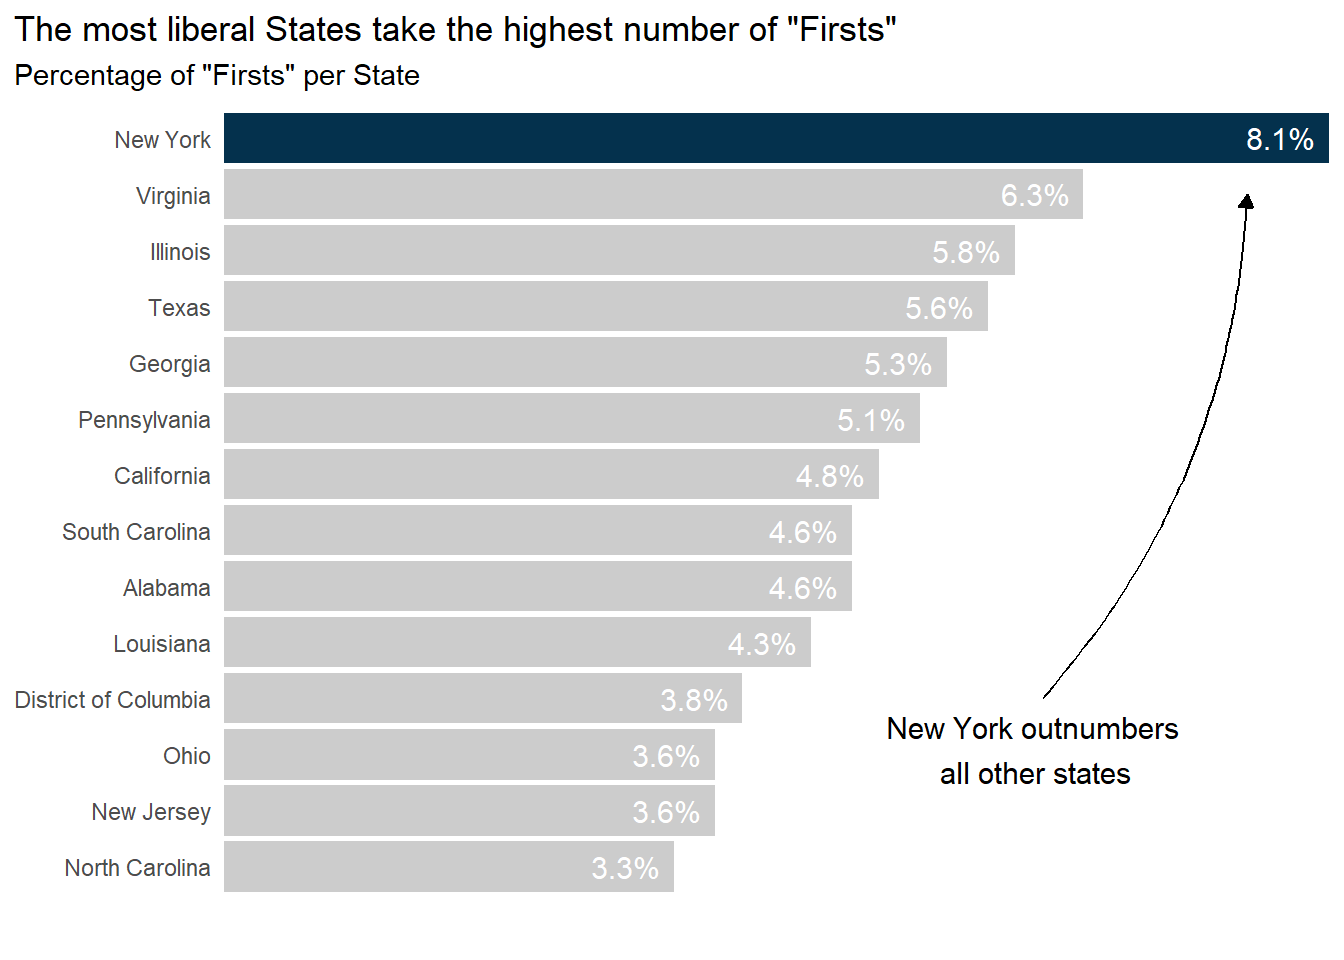 The most liberal States take the highest number of "Firsts"
Percentage of "Firsts" per State
New York 8.1%
Virginia 6.3%
Illinois 5.8%
Texas 5.6%
Georgia 5.3%
Pennsylvania 5.1%
California 4.8%
South Carolina 4.6%
Alabama 4.6%
Louisiana 4.3%
District of Columbia 3.8%
Ohio 3.6%
New Jersey 3.6%
North Carolina 3.3%
New York outnumbers
all other states